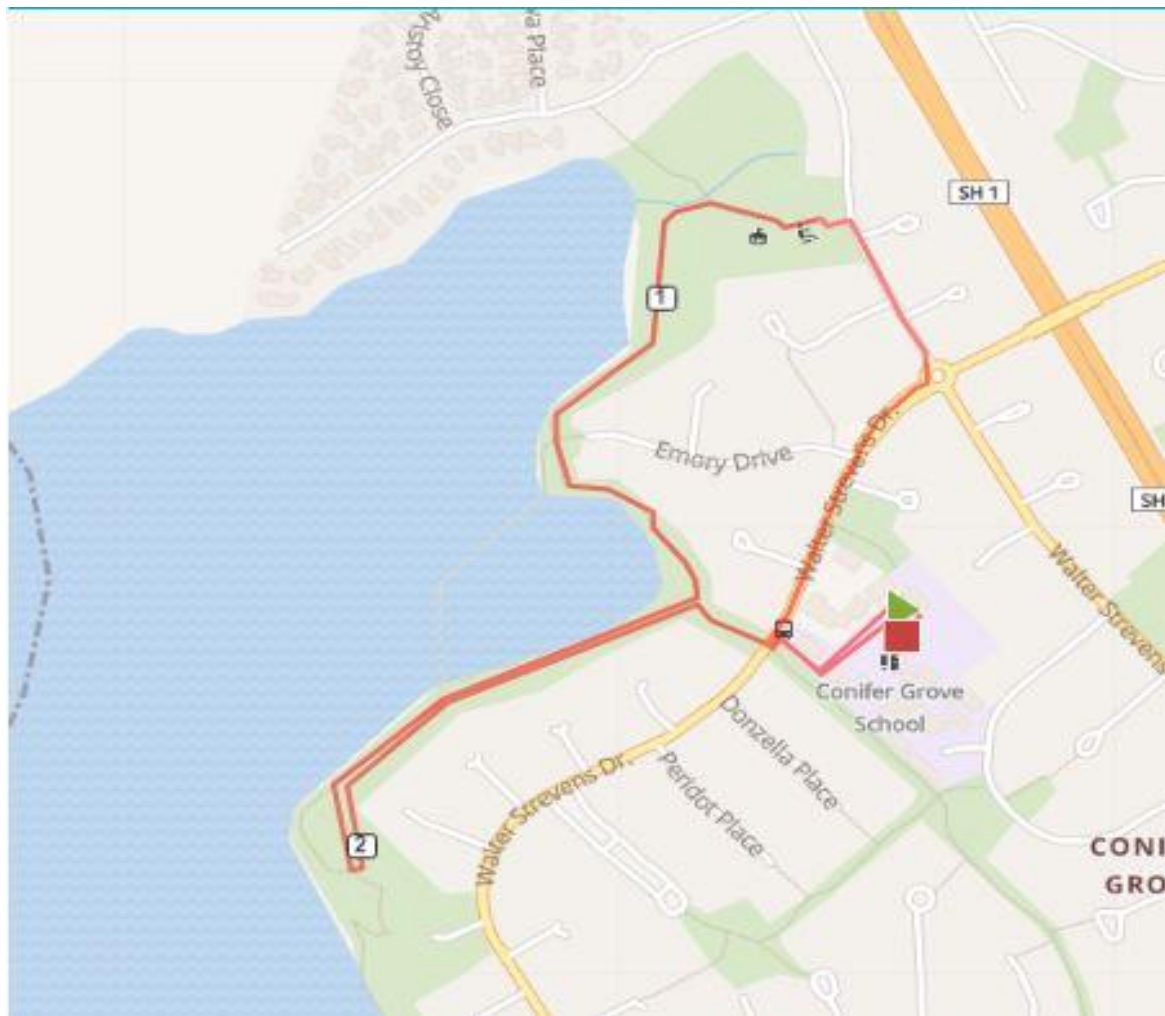 Place
Close
SH 1
1
Walter Strevens Dr.
Emory Drive
SH
Walter Strevens
Conifer Grove
School
Donzella Place
Peridot Place
Walter Strevens Dr.
2
CONI
GRO